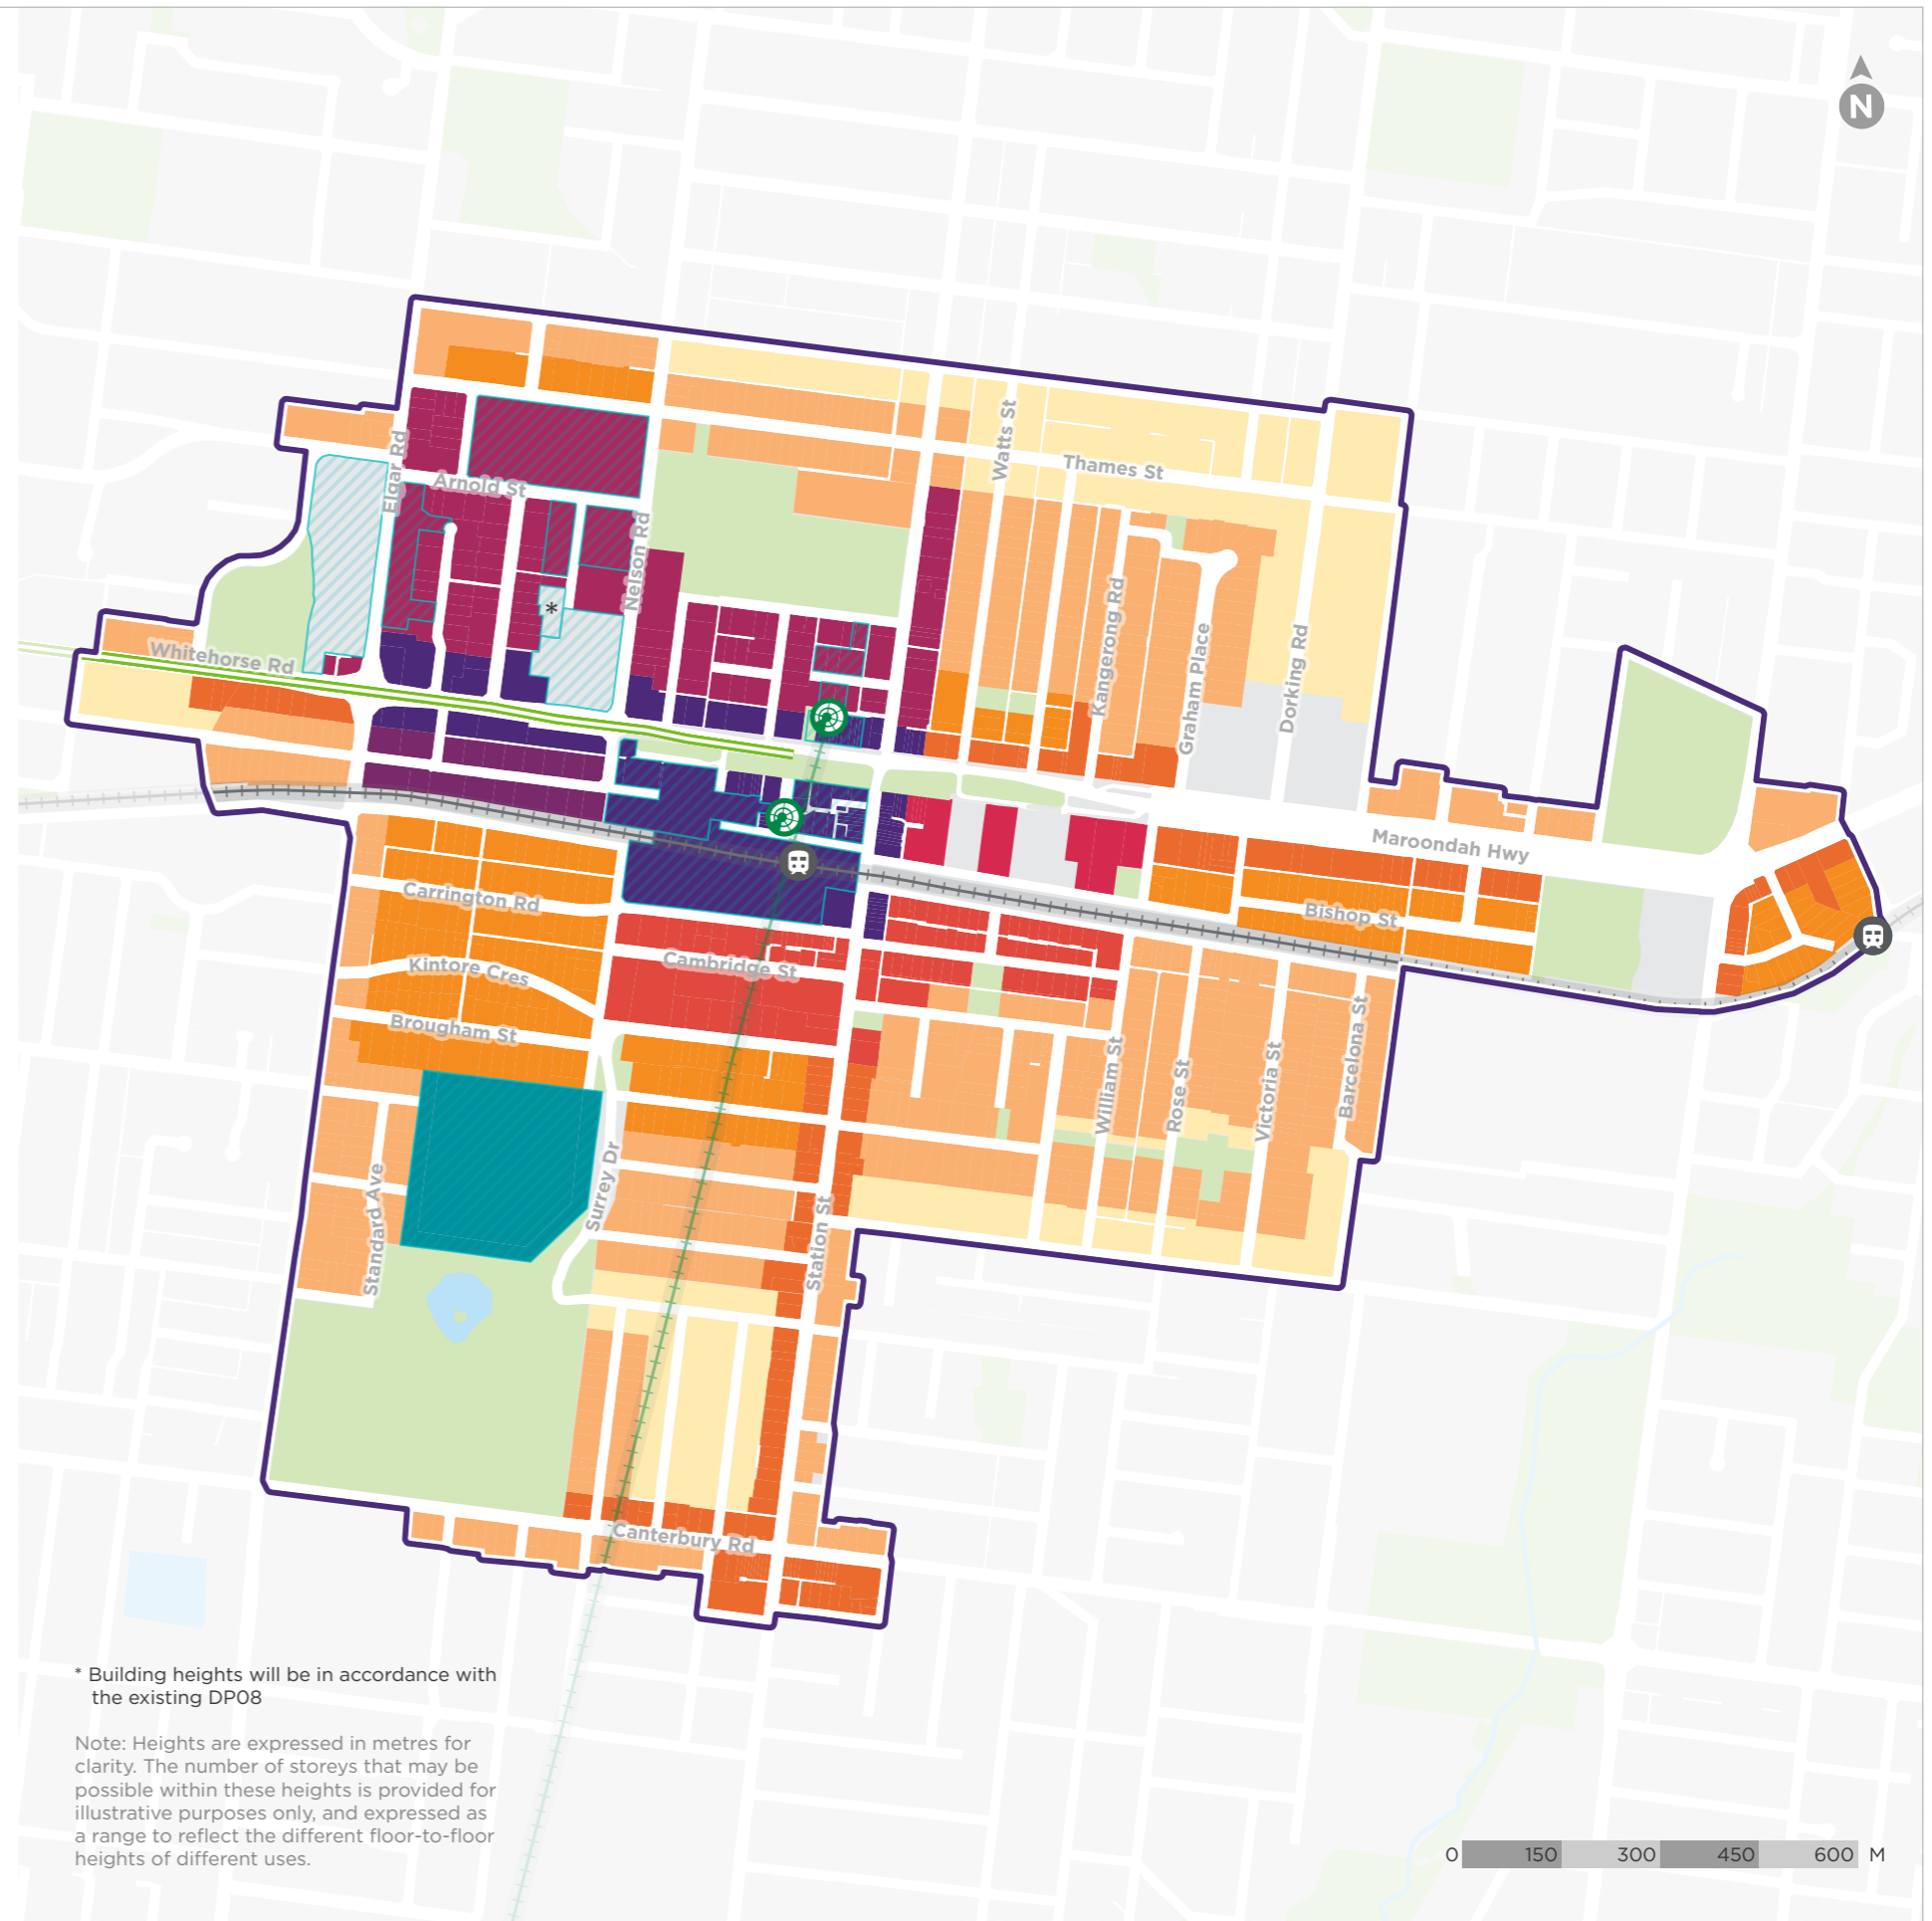 N
Watts St
Thames St
Elgar Rd
Arnold St
Nelson Rd
Kangerong Rd
Graham Place
Dorking Rd
Whitehorse Rd
Maroondah Hwy
Carrington Rd
Bishop St
Kintore Cres
Cambridge St
Brougham St
William St
Rose St
Victoria St
Barcelona St
Standard Ave
Surrey Dr
Station St
Canterbury Rd
*
* Building heights will be in accordance with
the existing DP08
Note: Heights are expressed in metres for
clarity. The number of storeys that may be
possible within these heights is provided for
illustrative purposes only, and expressed as
a range to reflect the different floor-to-floor
heights of different uses.
0 150 300 450 600 M